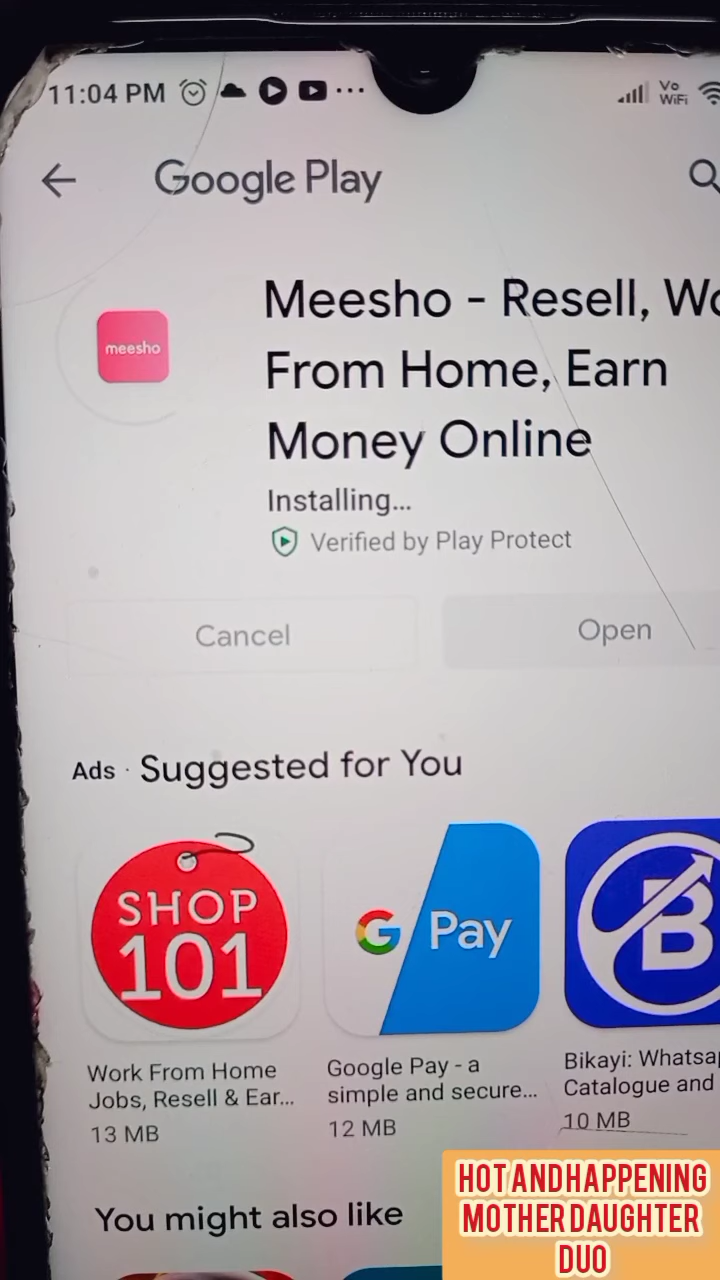 11:04 PM
Vo
WiFi
Google Play
meesho
Meesho - Resell,
From Home, Earn
Money Online
Installing...
Verified by Play Protect
Cancel
Open
Ads · Suggested for You
SHOP
101
G Pay
B
Work From Home
Jobs, Resell & Ear...
13 MB
Google Pay - a
simple and secure...
12 MB
Bikayi:
Catalogue and
10 MB
You might also like
HOT AND HAPPENING
MOTHER DAUGHTER
DUO